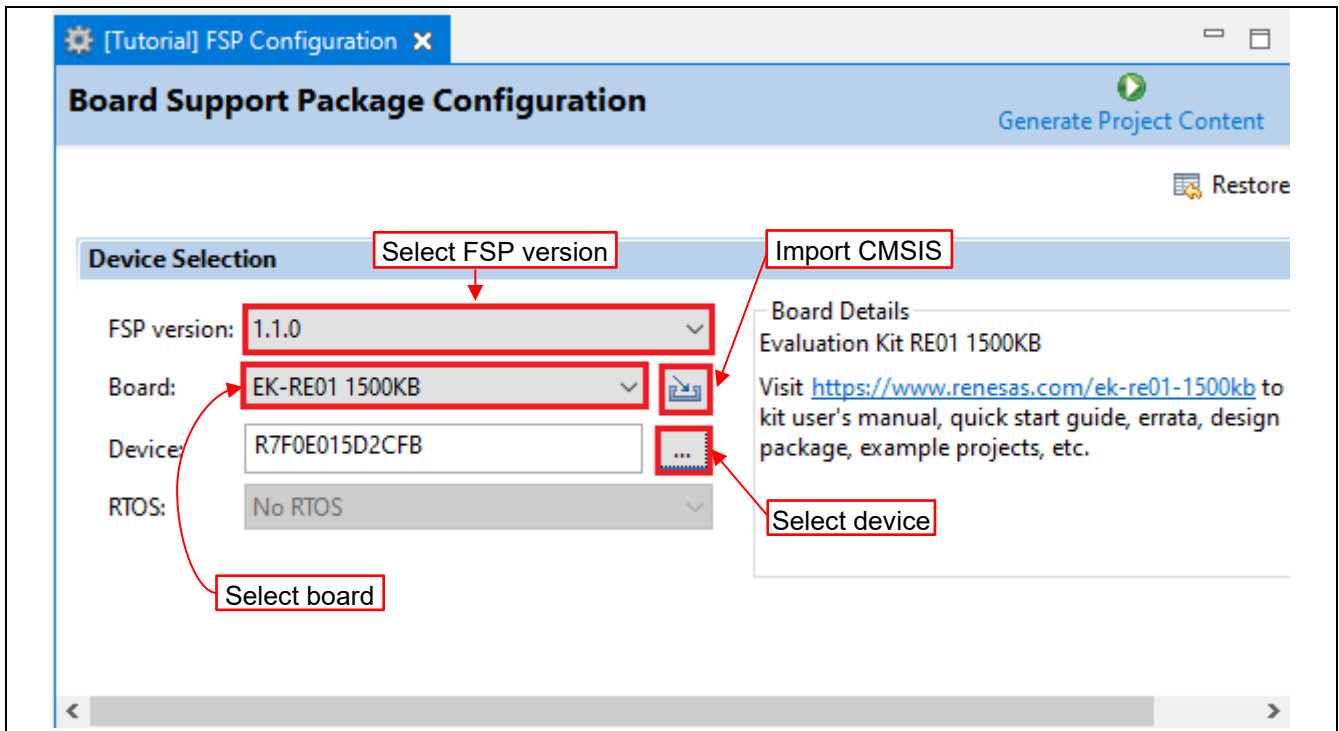 [Tutorial] FSP Configuration
Board Support Package Configuration
Generate Project Content
Restore
Device Selection
Select FSP version
Import CMSIS
FSP version:
1.1.0
Board:
EK-RE01 1500KB
Device:
R7F0E015D2CFB
...
RTOS:
No RTOS
Board Details
Evaluation Kit RE01 1500KB
Visit https://www.renesas.com/ek-re01-1500kb to
kit user's manual, quick start guide, errata, design
package, example projects, etc.
Select device
Select board